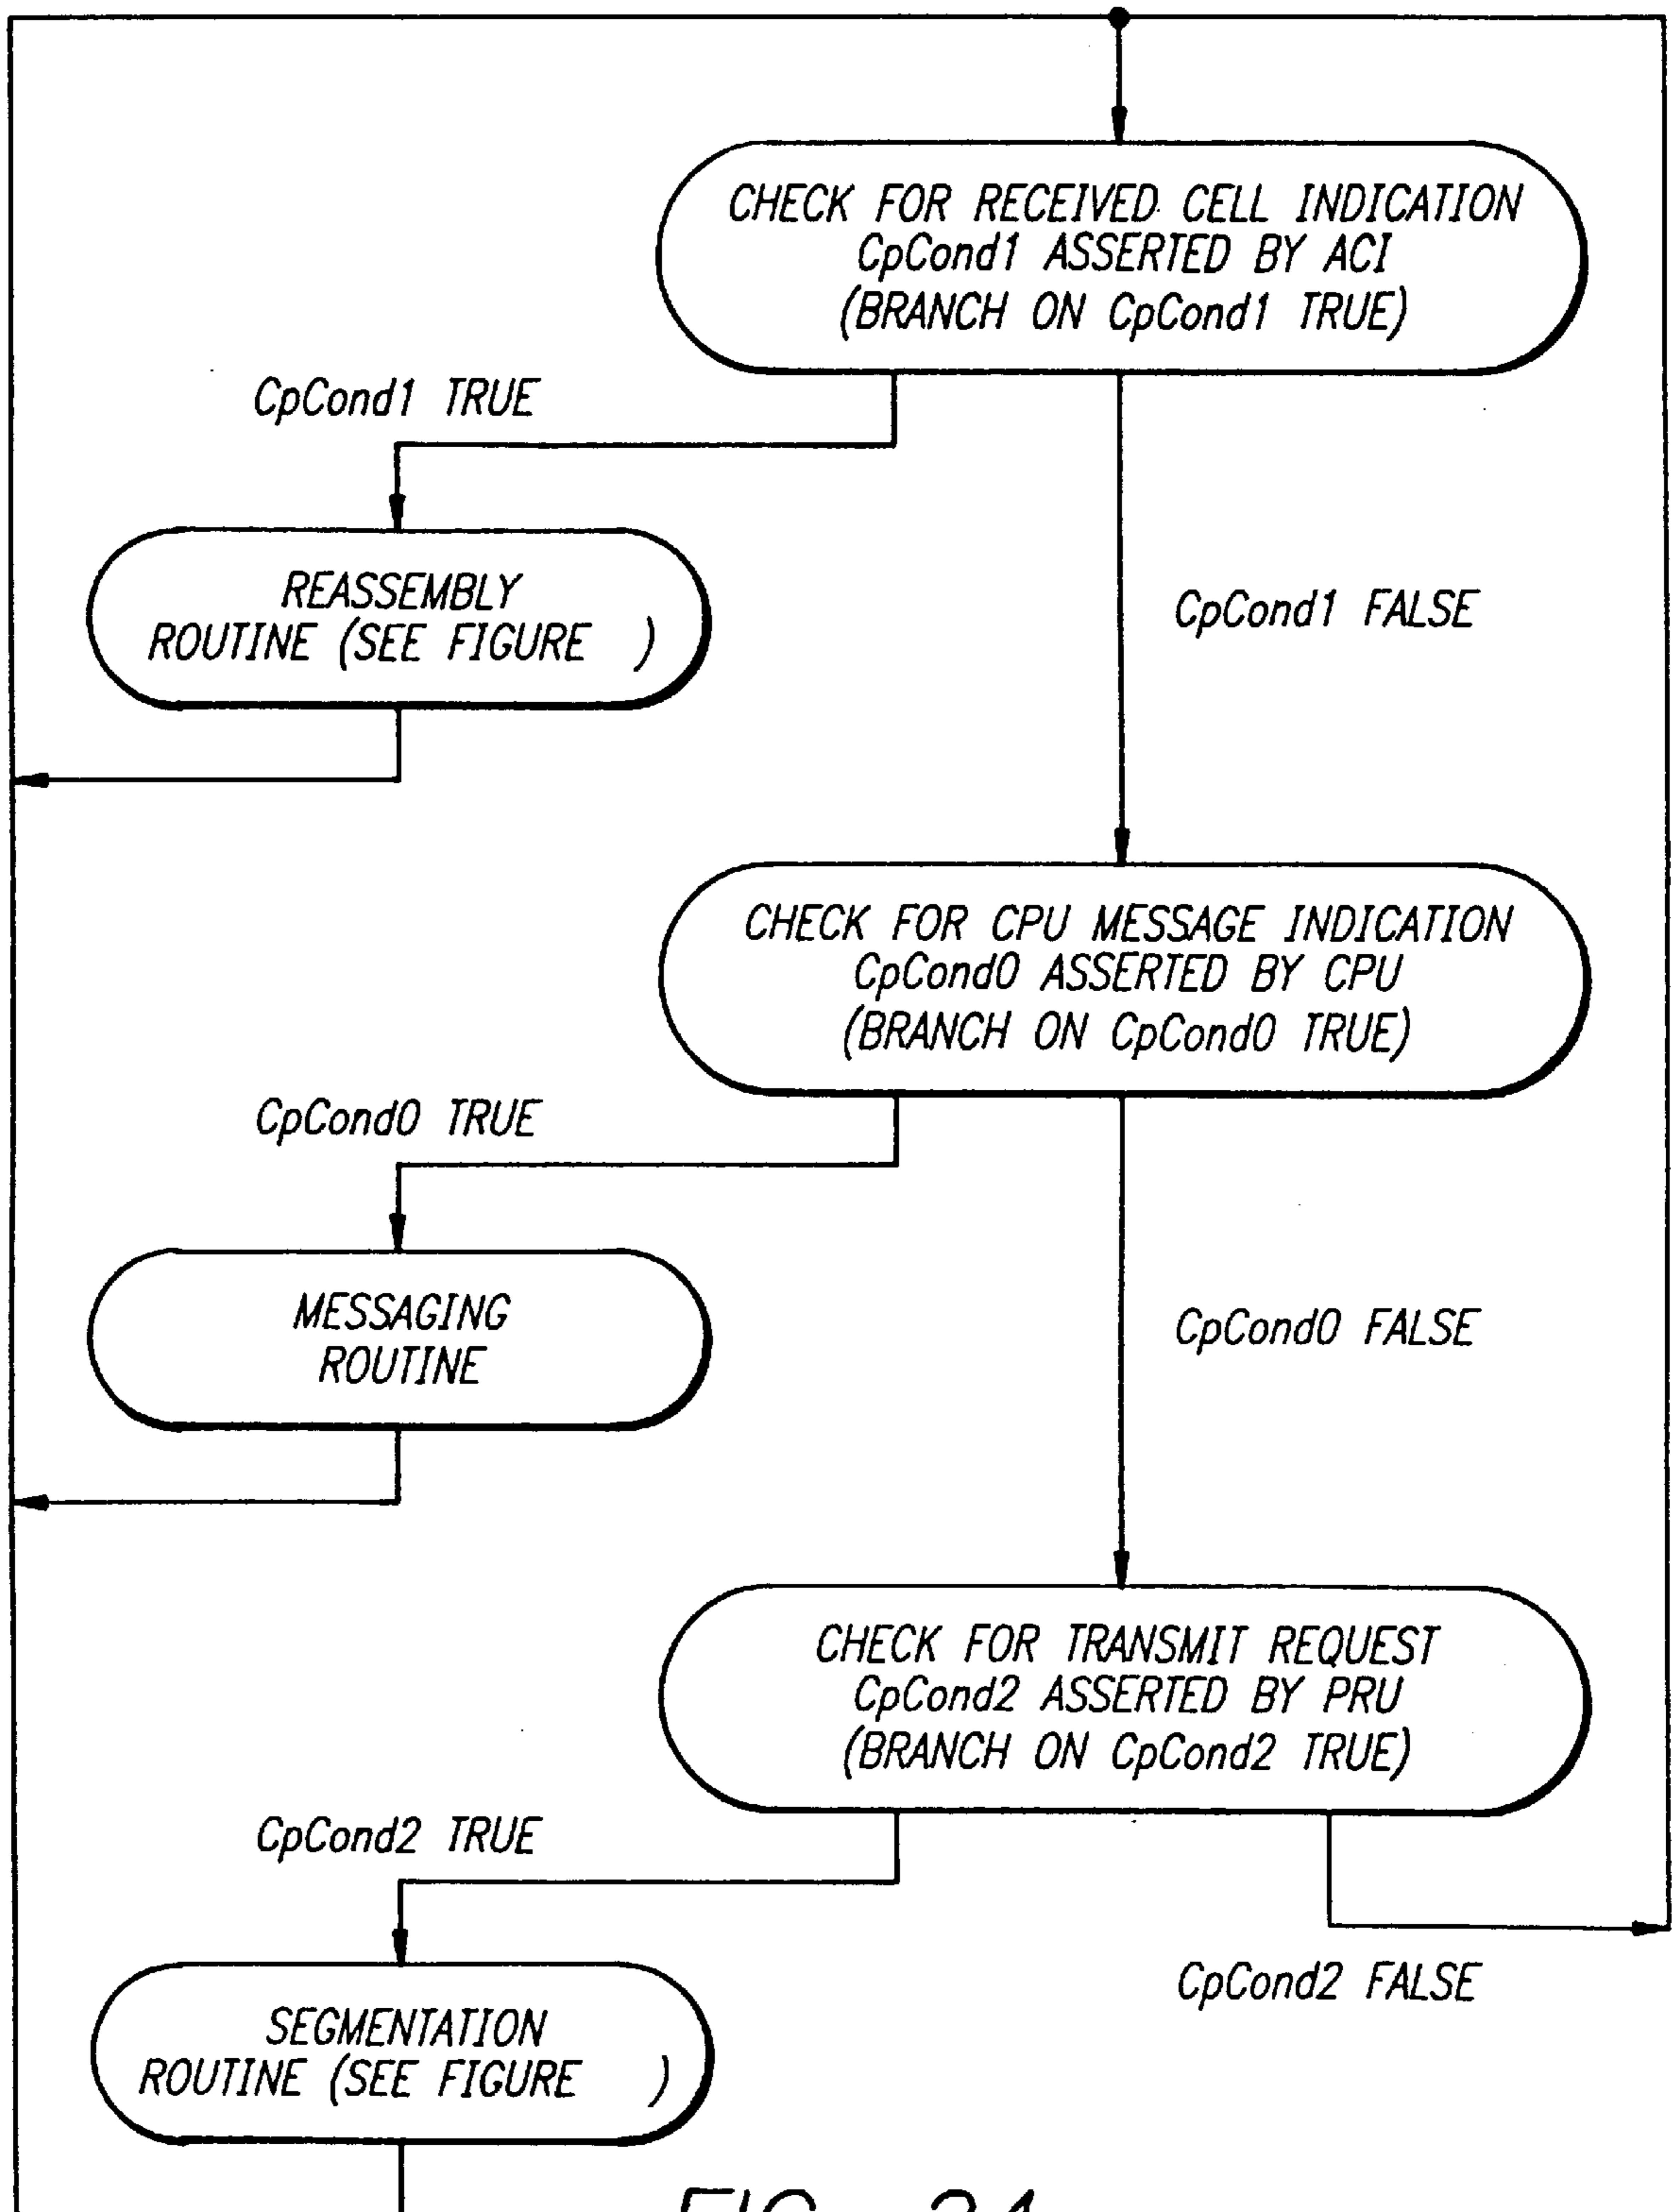 CHECK FOR RECEIVED CELL INDICATION
CpCond1 ASSERTED BY ACI
(BRANCH ON CpCond1 TRUE)
CpCond1 TRUE
REASSEMBLY
ROUTINE (SEE FIGURE )
CpCond1 FALSE
CHECK FOR CPU MESSAGE INDICATION
CpCond0 ASSERTED BY CPU
(BRANCH ON CpCond0 TRUE)
CpCond0 TRUE
MESSAGING
ROUTINE
CpCond0 FALSE
CHECK FOR TRANSMIT REQUEST
CpCond2 ASSERTED BY PRU
(BRANCH ON CpCond2 TRUE)
CpCond2 TRUE
CpCond2 FALSE
SEGMENTATION
ROUTINE (SEE FIGURE )
FIG.